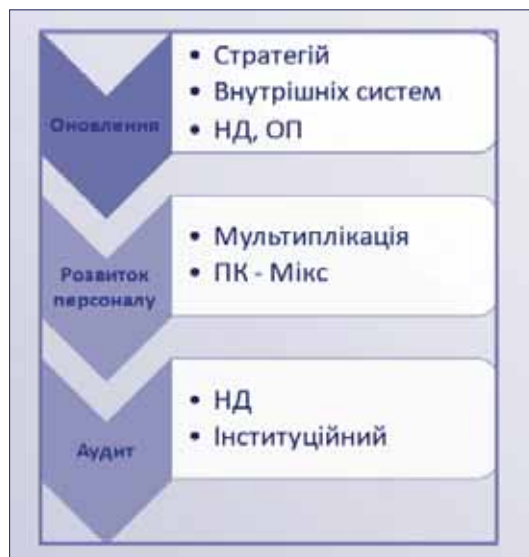 Оновлення
• Стратегій
• Внутрішніх систем
• НД, ОП
Розвиток
персоналу
• Мультиплікація
• ПК - Мікс
Аудит
• НД
• Інституційний